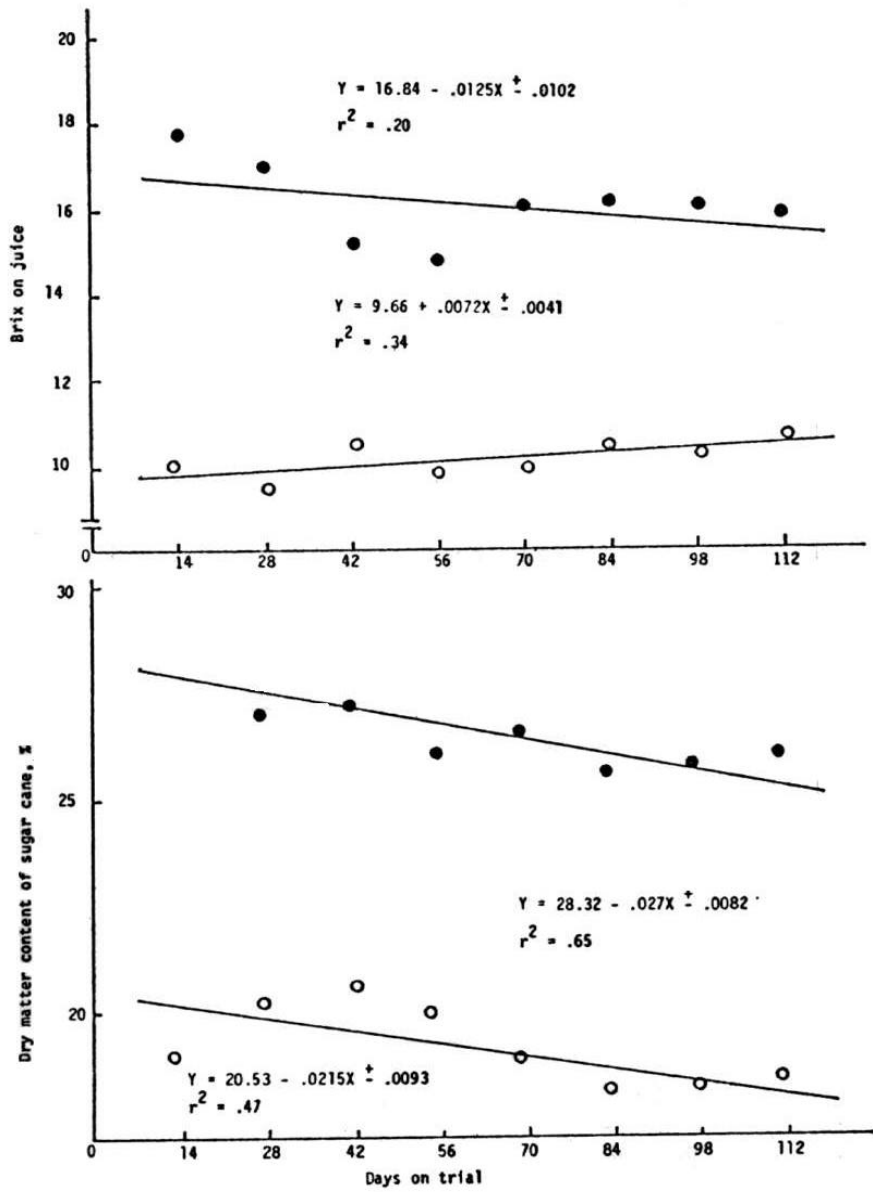 20
Y = 16.84 - .0125X ± .0102
r² = .20
18
16
Brix on juice
14
Y = 9.66 + .0072X ± .0041
r² = .34
12
10
0 14 28 42 56 70 84 98 112
30
Dry matter content of sugar cane, %
25
Y = 28.32 - .027X ± .0082
r² = .65
20
Y = 20.53 - .0215X ± .0093
r² = .47
0 14 28 42 56 70 84 98 112
Days on trial